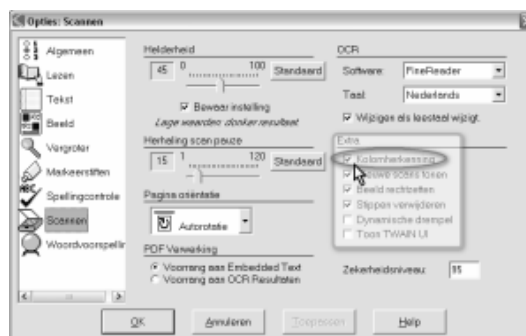 Opties: Scannen
Algemeen
Lezen
Tekst
Beeld
Vergroter
Markeerstiften
Spellingcontrole
Scannen
Woordvoorspellin
Helderheid
45 0 100 Standaard
Bewaar instelling
Lage waarden: donker resultaat
Herhaling scan pauze
15 1 120 Standaard
Pagina oriëntatie
Autorotatie
PDF Verwerking
Voorrang aan Embedded Text
Voorrang aan OCR Resultaten
OCR
Software: FineReader
Taal: Nederlands
Wijzigen als leestaal wijzigt.
Extra
Kolomherkenning
scans tonen
Beeld rechtzetten
Stippen verwijderen
Dynamische drempel
Toon TWAIN UI
Zekerheidsniveau: 95
OK Annuleren Toepassen Help